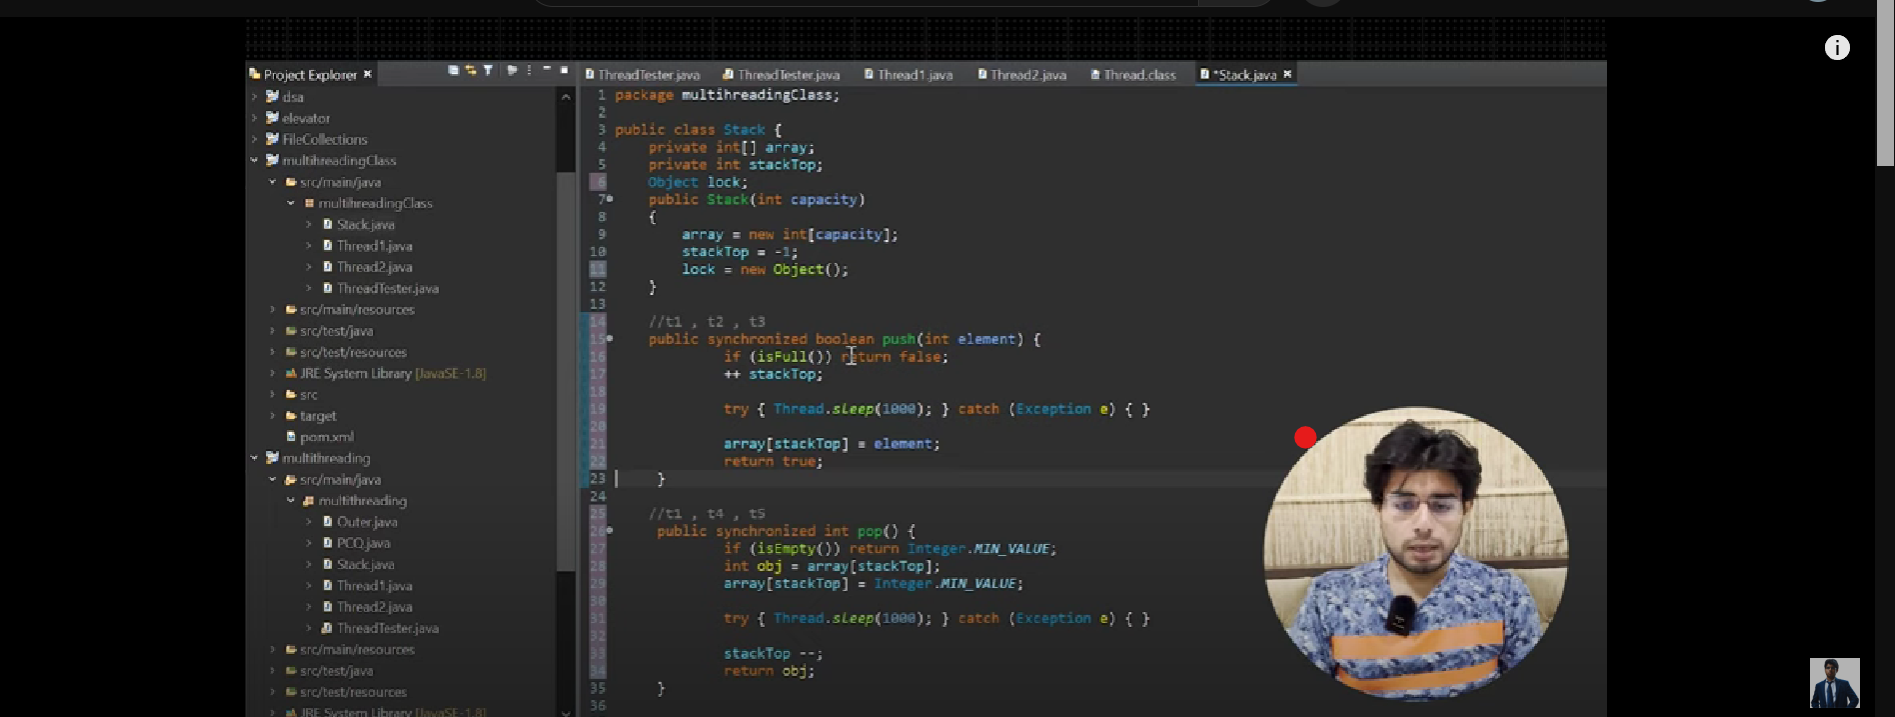 Project Explorer
dsa
elevator
FileCollections
multihreadingClass
src/main/java
multihreadingClass
Stack.java
Thread1.java
Thread2.java
ThreadTester.java
src/main/resources
src/test/java
src/test/resources
JRE System Library [JavaSE-1.8]
src
target
pom.xml
multithreading
src/main/java
multithreading
Outer.java
PCQ.java
Stack.java
Thread1.java
Thread2.java
ThreadTester.java
src/main/resources
src/test/java
src/test/resources
JRE System Library [JavaSE-1.8]
ThreadTester.java ThreadTester.java Thread1.java Thread2.java Thread.class *Stack.java
1 package multihreadingClass;
2
3 public class Stack {
4 private int[] array;
5 private int stackTop;
6 Object lock;
7 public Stack(int capacity)
8 {
9 array = new int[capacity];
10 stackTop = -1;
11 lock = new Object();
12 }
13
14 //t1 , t2 , t3
15 public synchronized boolean push(int element) {
16 if (isFull()) return false;
17 ++ stackTop;
18
19 try { Thread.sleep(1000); } catch (Exception e) { }
20
21 array[stackTop] = element;
22 return true;
23 }
24
25 //t1 , t4 , t5
26 public synchronized int pop() {
27 if (isEmpty()) return Integer.MIN_VALUE;
28 int obj = array[stackTop];
29 array[stackTop] = Integer.MIN_VALUE;
30
31 try { Thread.sleep(1000); } catch (Exception e) { }
32
33 stackTop --;
34 return obj;
35 }
36